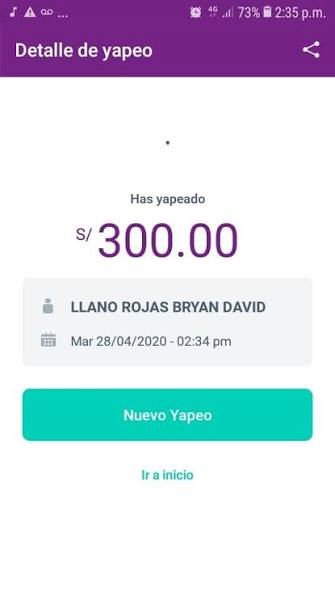 4G 73% 2:35 p.m.
Detalle de yapeo
Has yapeado
S/ 300.00
LLANO ROJAS BRYAN DAVID
Mar 28/04/2020 - 02:34 pm
Nuevo Yapeo
Ir a inicio